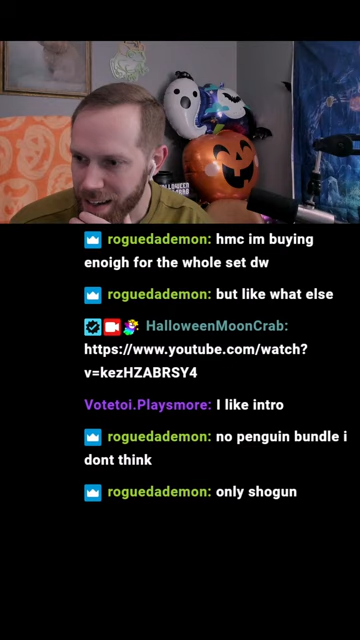 HALLOWEEN
roguedademon: hmc im buying
enoigh for the whole set dw
roguedademon: but like what else
HalloweenMoonCrab:
https://www.youtube.com/watch?
v=kezHZABRSY4
Votetoi.Playsmore: I like intro
roguedademon: no penguin bundle i
dont think
roguedademon: only shogun